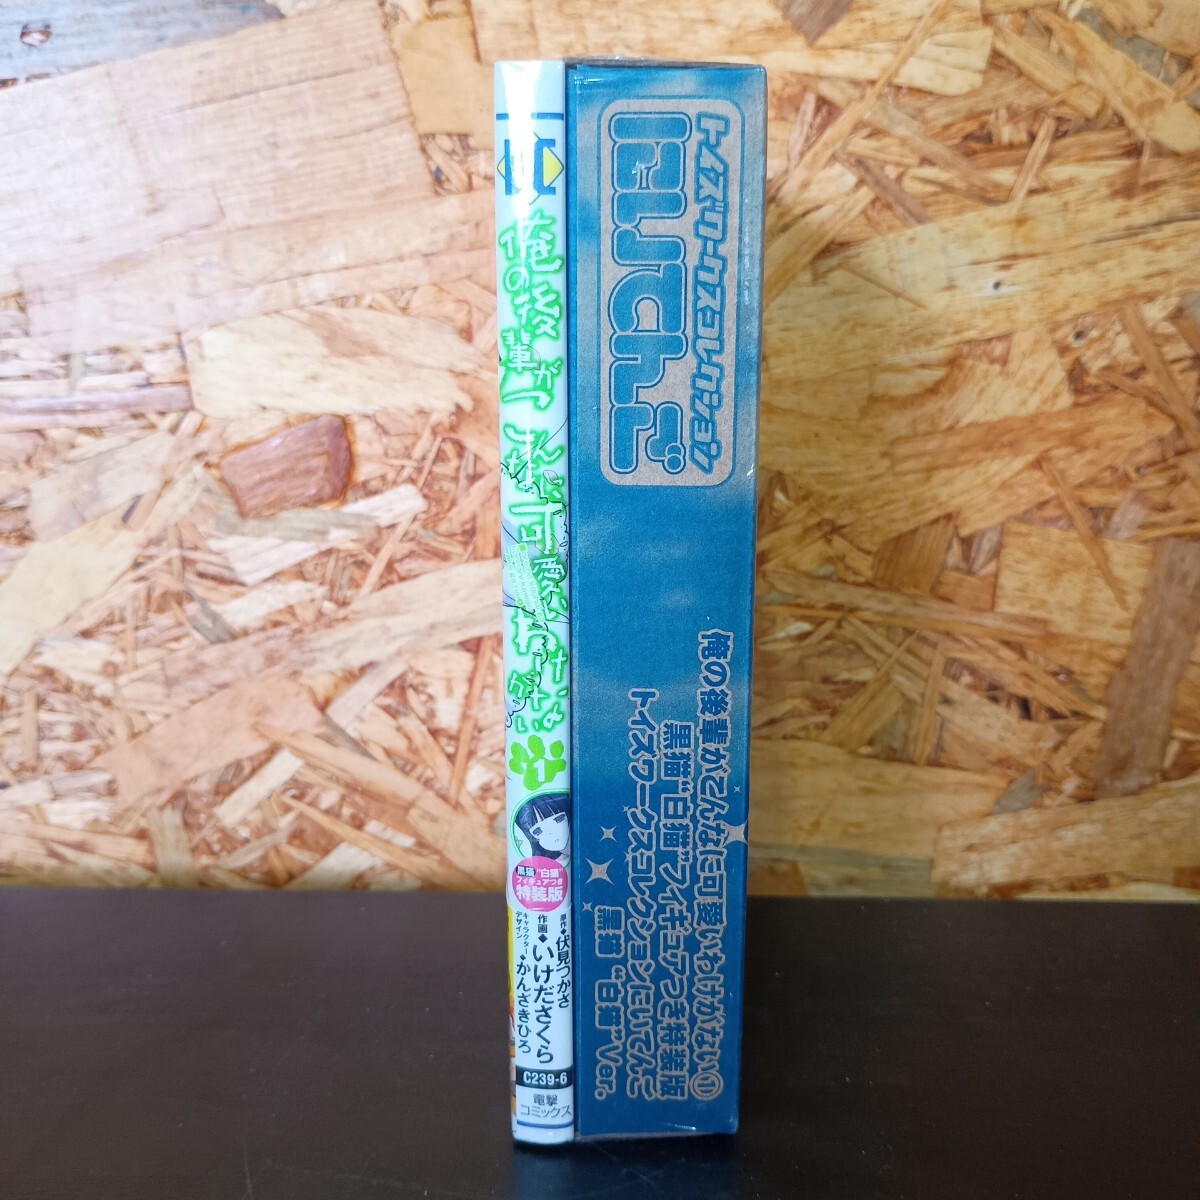 俺の後輩がこんなに可愛いわけがない
黒猫"白猫"
フィギュアつき
特装版
原作◆伏見つかさ
作画◆いけださくら
キャラクターデザイン◆かんざきひろ
C239-6
電撃
コミックス
トイズワークスコレクション
にいてんご
俺の後輩がこんなに可愛いわけがない①
黒猫"白猫"フィギュアつき特装版
トイズワークスコレクションにいてんご
黒猫"白猫"Ver.